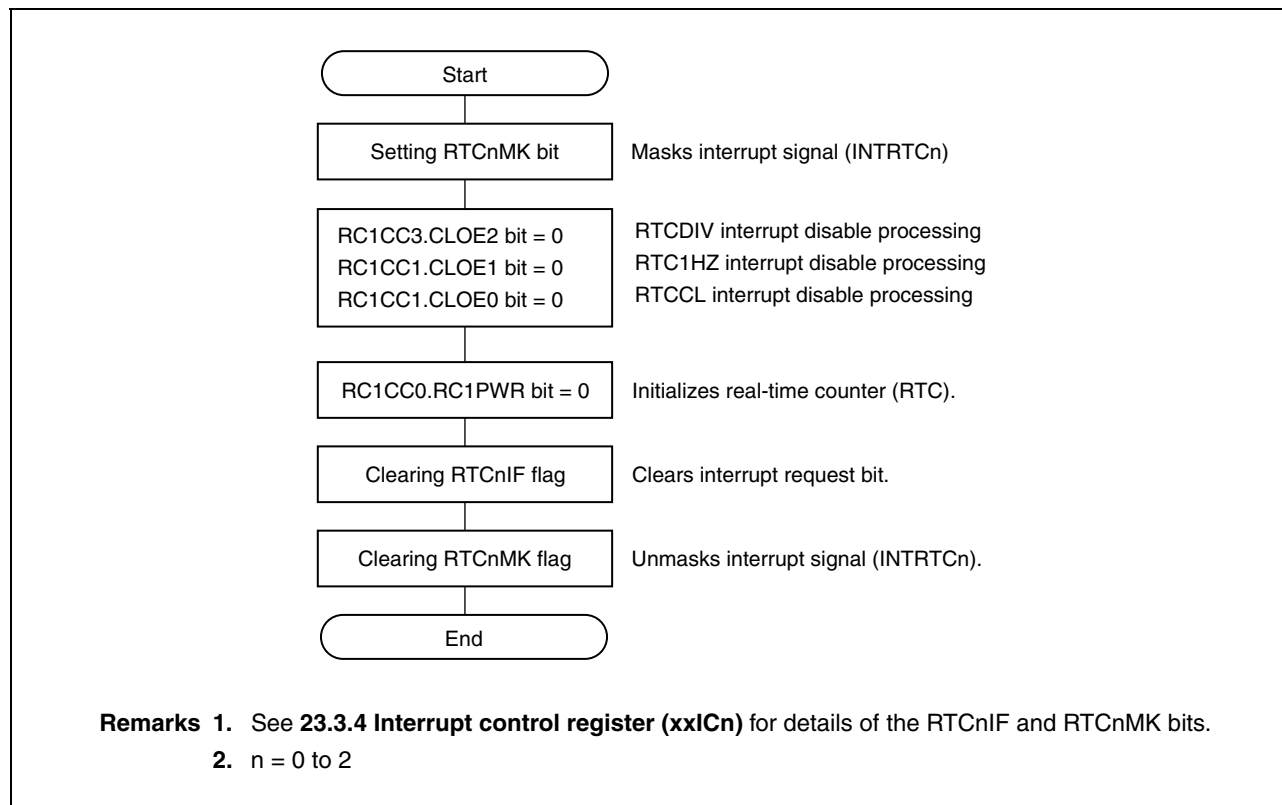 Start
Setting RTCnMK bit Masks interrupt signal (INTRTCn)
RC1CC3.CLOE2 bit = 0 RTCDIV interrupt disable processing
RC1CC1.CLOE1 bit = 0 RTC1HZ interrupt disable processing
RC1CC1.CLOE0 bit = 0 RTCCL interrupt disable processing
RC1CC0.RC1PWR bit = 0 Initializes real-time counter (RTC).
Clearing RTCnIF flag Clears interrupt request bit.
Clearing RTCnMK flag Unmasks interrupt signal (INTRTCn).
End
Remarks 1. See 23.3.4 Interrupt control register (xxICn) for details of the RTCnIF and RTCnMK bits.
2. n = 0 to 2